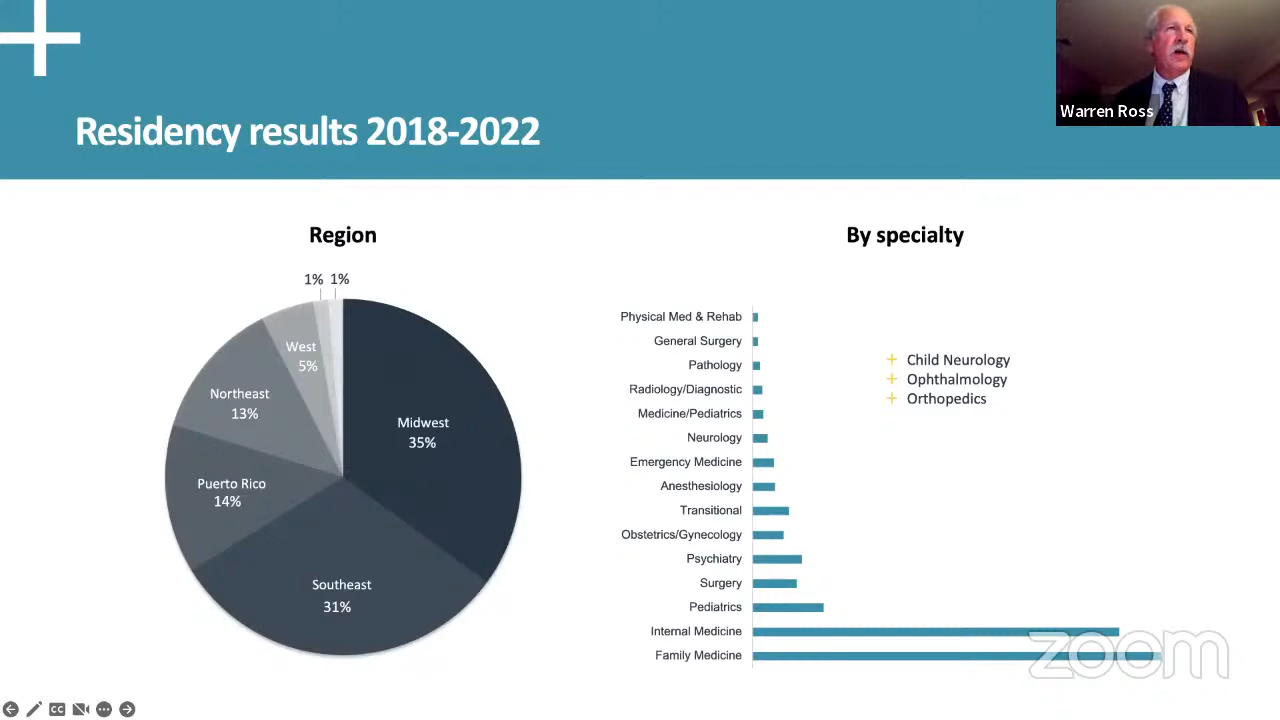 Warren Ross
Residency results 2018-2022
Region
1% 1%
West
5%
Northeast
13%
Midwest
35%
Puerto Rico
14%
Southeast
31%
By specialty
Physical Med & Rehab
General Surgery
Pathology
Radiology/Diagnostic
Medicine/Pediatrics
Neurology
Emergency Medicine
Anesthesiology
Transitional
Obstetrics/Gynecology
Psychiatry
Surgery
Pediatrics
Internal Medicine
Family Medicine
Child Neurology
Ophthalmology
Orthopedics
zoom
CC